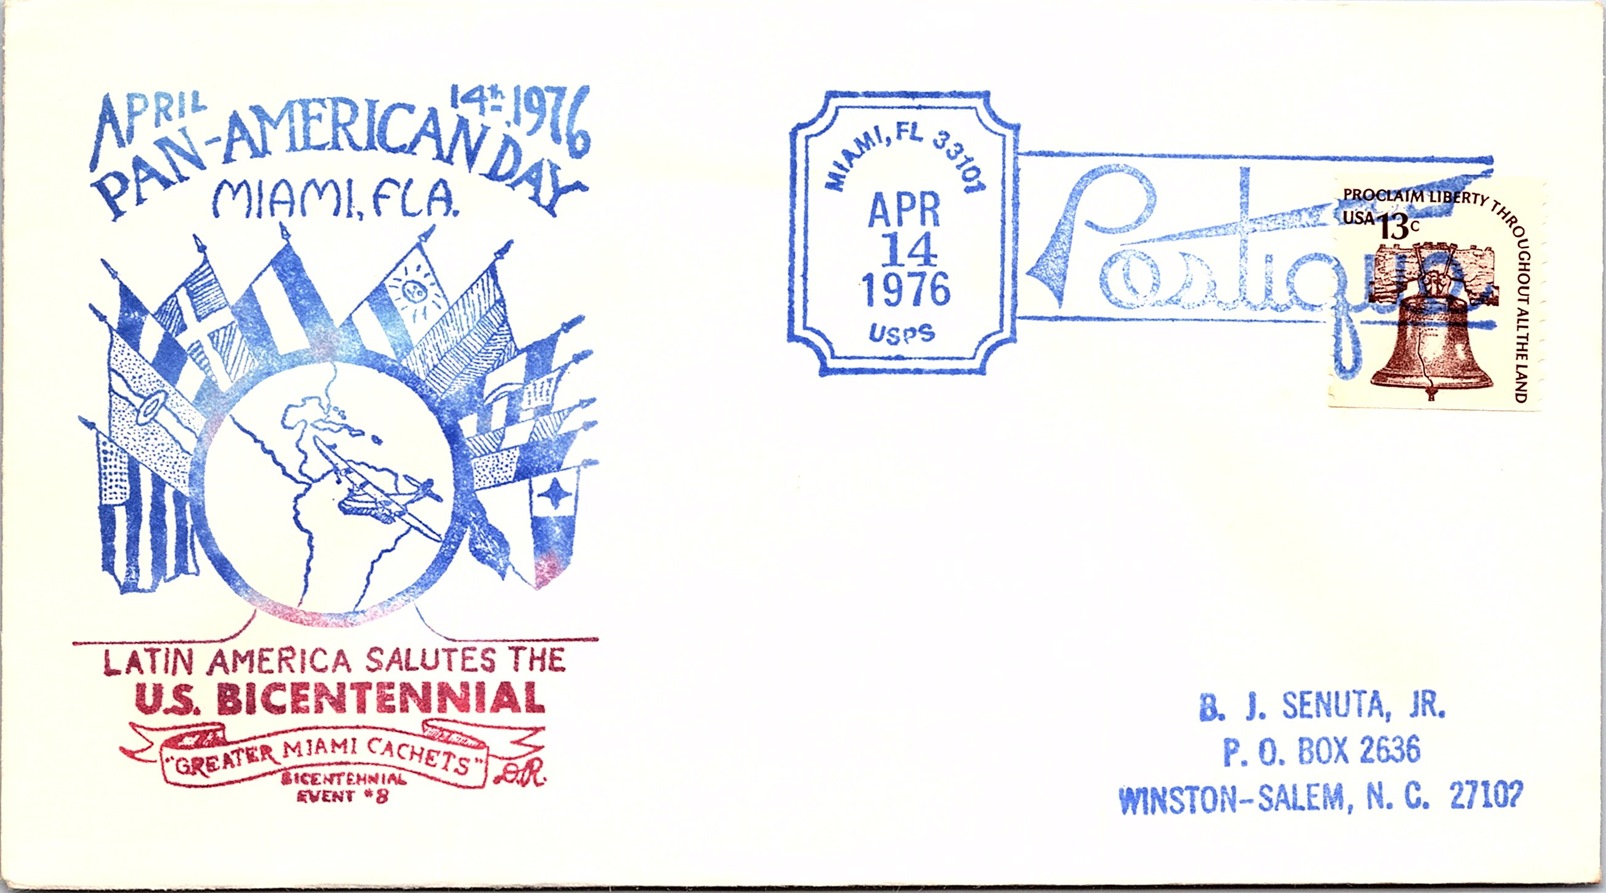 APRIL 14th, 1976
PAN-AMERICAN DAY
MIAMI, FLA.
LATIN AMERICA SALUTES THE
U.S. BICENTENNIAL
"GREATER MIAMI CACHETS"
D.R.
BICENTENNIAL
EVENT #8
MIAMI, FL 33101
APR
14
1976
USPS
Postique
PROCLAIM LIBERTY THROUGHOUT ALL THE LAND
USA 13c
B. J. SENUTA, JR.
P. O. BOX 2636
WINSTON-SALEM, N. C. 27102